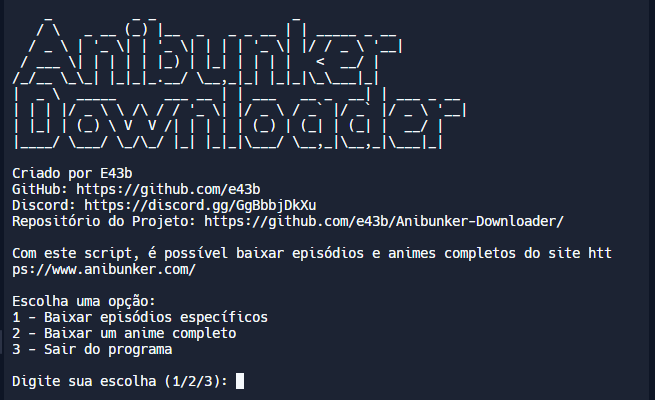 Anibunker
Downloader
Criado por E43b
GitHub: https://github.com/e43b
Discord: https://discord.gg/GgBbbjDkXu
Repositório do Projeto: https://github.com/e43b/Anibunker-Downloader/
Com este script, é possível baixar episódios e animes completos do site htt
ps://www.anibunker.com/
Escolha uma opção:
1 - Baixar episódios específicos
2 - Baixar um anime completo
3 - Sair do programa
Digite sua escolha (1/2/3):